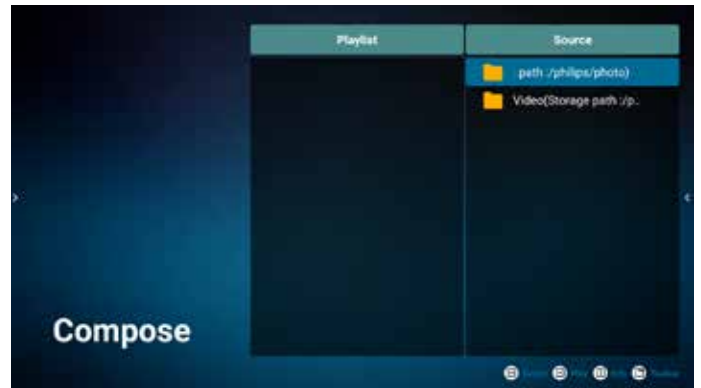 Playlist
Source
path :/philips/photo)
Video(Storage path :/p..
Compose